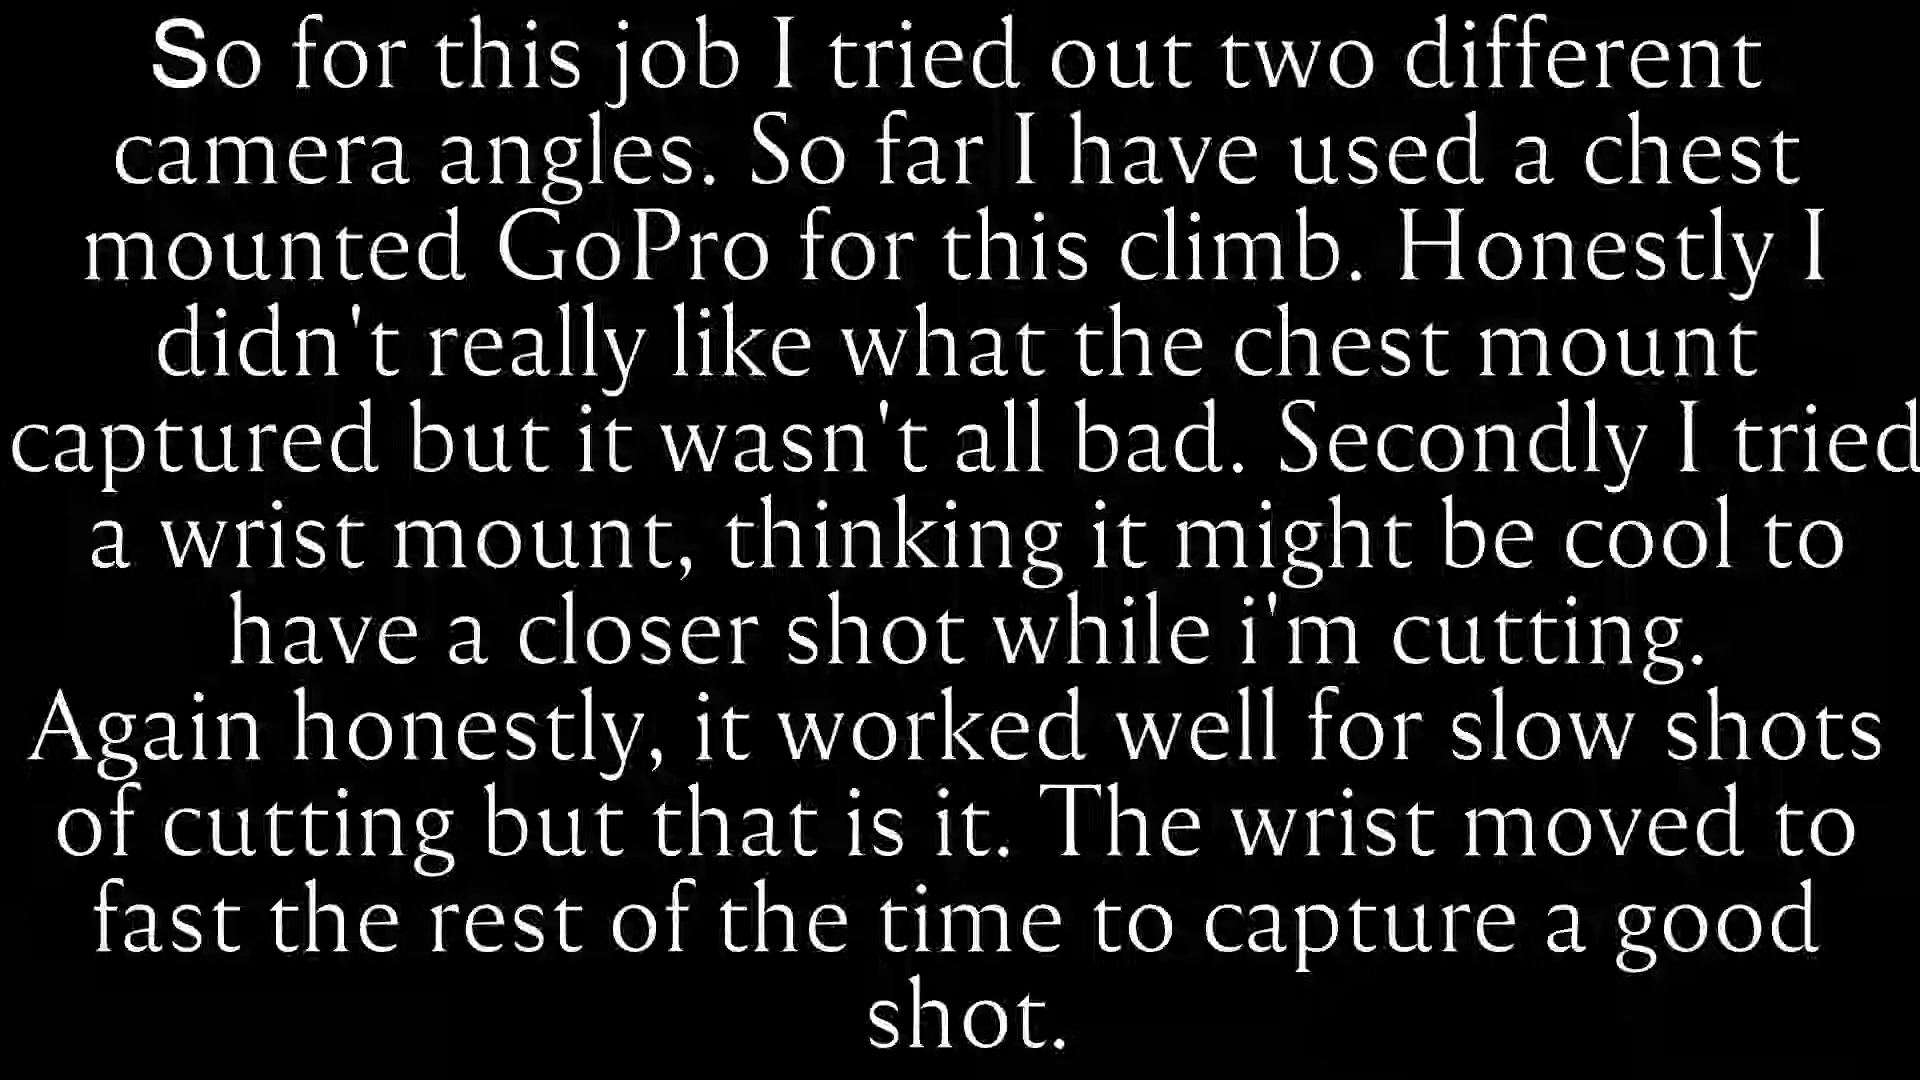 So for this job I tried out two different
camera angles. So far I have used a chest
mounted GoPro for this climb. Honestly I
didn't really like what the chest mount
captured but it wasn't all bad. Secondly I tried
a wrist mount, thinking it might be cool to
have a closer shot while i'm cutting.
Again honestly, it worked well for slow shots
of cutting but that is it. The wrist moved to
fast the rest of the time to capture a good
shot.